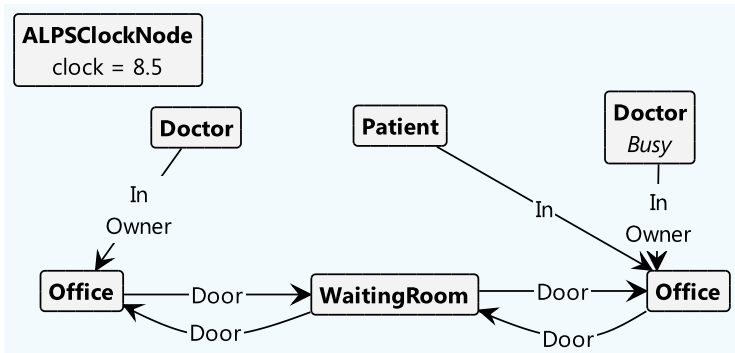 ALPSClockNode
clock = 8.5
Doctor
Patient
Doctor
Busy
In
Owner
In
In
Owner
Office
Door
WaitingRoom
Door
Office
Door
Door